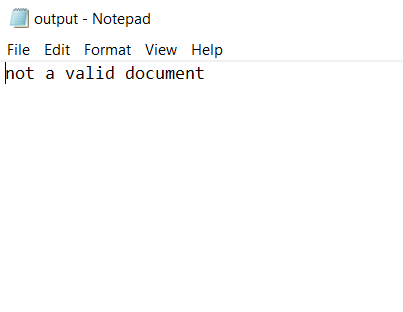 output - Notepad
File Edit Format View Help
not a valid document